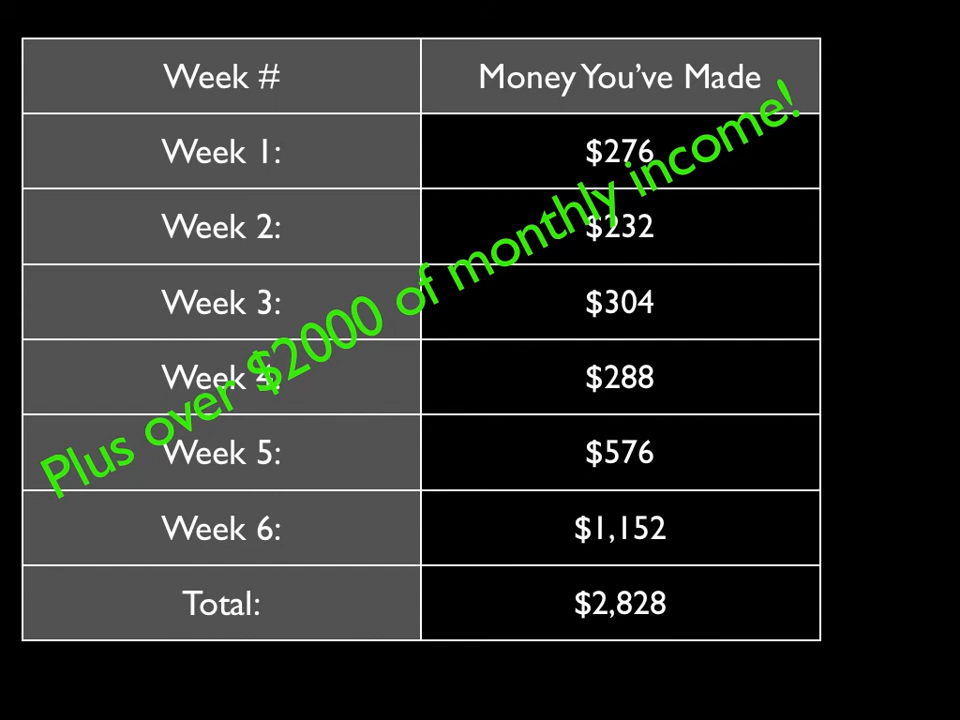 Week # Money You've Made
Week 1: $276
Week 2: $232
Week 3: $304
Week 4: $288
Week 5: $576
Week 6: $1,152
Total: $2,828
Plus over $2000 of monthly income!